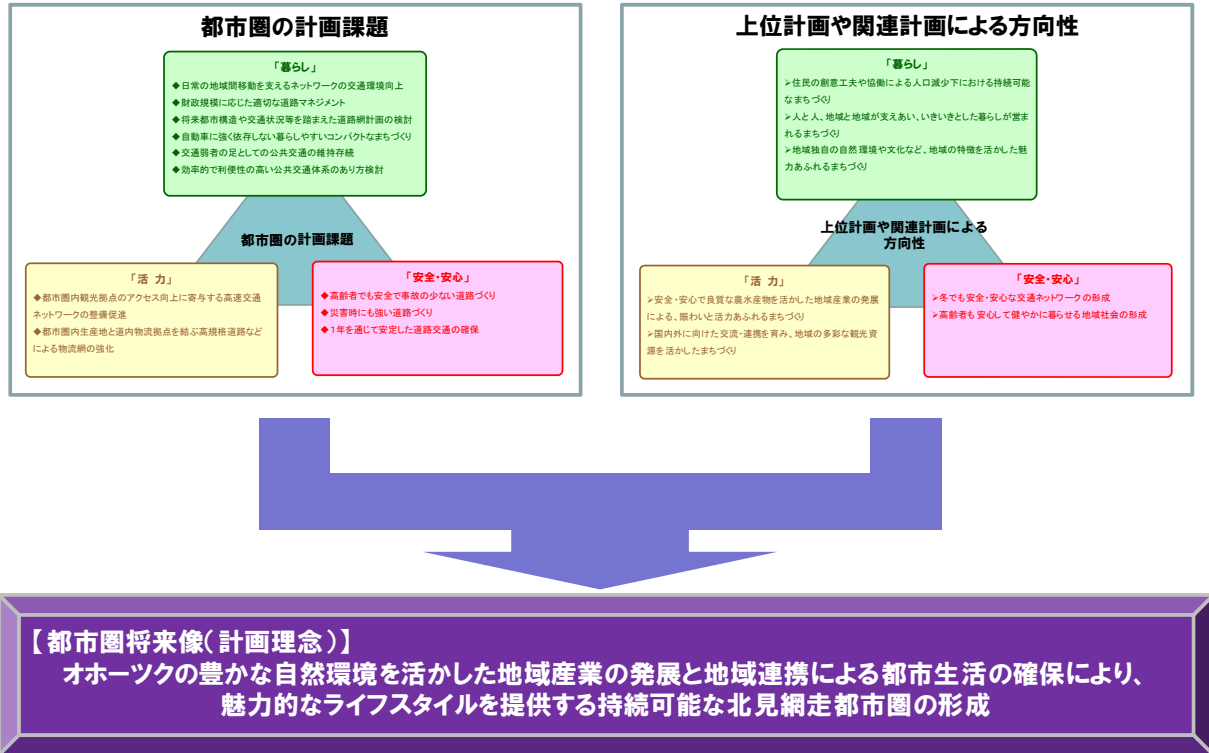 都市圏の計画課題
「暮らし」
◆日常の地域間移動を支えるネットワークの交通環境向上
◆財政規模に応じた適切な道路マネジメント
◆将来都市構造や交通状況等を踏まえた道路網計画の検討
◆自動車に強く依存しない暮らしやすいコンパクトなまちづくり
◆交通弱者の足としての公共交通の維持存続
◆効率的で利便性の高い公共交通体系のあり方検討
都市圏の計画課題
「活 力」
◆都市圏内観光拠点のアクセス向上に寄与する高速交通
ネットワークの整備促進
◆都市圏内生産地と道内物流拠点を結ぶ高規格道路など
による物流網の強化
「安全・安心」
◆高齢者でも安全で事故の少ない道路づくり
◆災害時にも強い道路づくり
◆1年を通じて安定した道路交通の確保
上位計画や関連計画による方向性
「暮らし」
➢住民の創意工夫や協働による人口減少下における持続可能
なまちづくり
➢人と人、地域と地域が支えあい、いきいきとした暮らしが営ま
れるまちづくり
➢地域独自の自然環境や文化など、地域の特徴を活かした魅
力あふれるまちづくり
上位計画や関連計画による
方向性
「活 力」
➢安全・安心で良質な農水産物を活かした地域産業の発展
による、賑わいと活力あふれるまちづくり
➢国内外に向けた交流・連携を育み、地域の多彩な観光資
源を活かしたまちづくり
「安全・安心」
➢冬でも安全・安心な交通ネットワークの形成
➢高齢者も安心して健やかに暮らせる地域社会の形成
【都市圏将来像(計画理念)】
オホーツクの豊かな自然環境を活かした地域産業の発展と地域連携による都市生活の確保により、
魅力的なライフスタイルを提供する持続可能な北見網走都市圏の形成